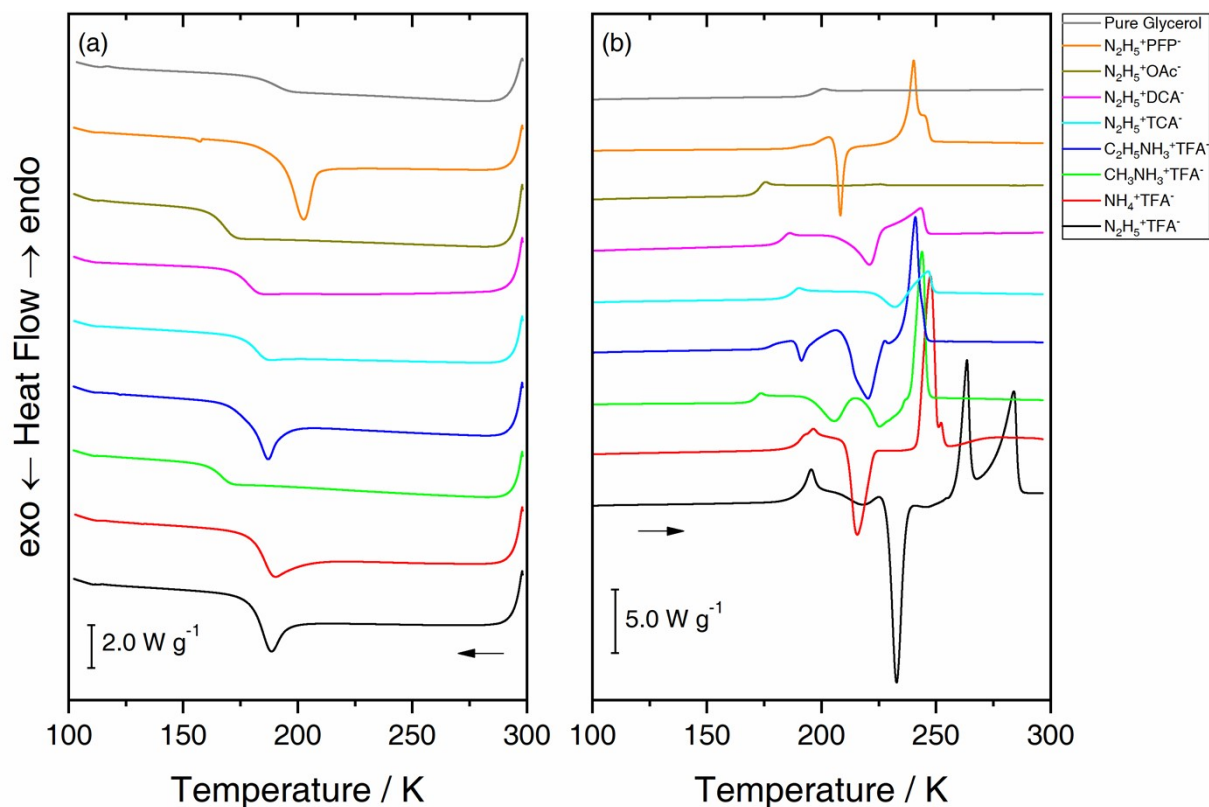 (a)
(b)
Pure Glycerol
N₂H₅⁺PFP⁻
N₂H₅⁺OAc⁻
N₂H₅⁺DCA⁻
N₂H₅⁺TCA⁻
C₂H₅NH₃⁺TFA⁻
CH₃NH₃⁺TFA⁻
NH₄⁺TFA⁻
N₂H₅⁺TFA⁻
exo ← Heat Flow → endo
2.0 W g⁻¹
5.0 W g⁻¹
100 150 200 250 300
100 150 200 250 300
Temperature / K
Temperature / K